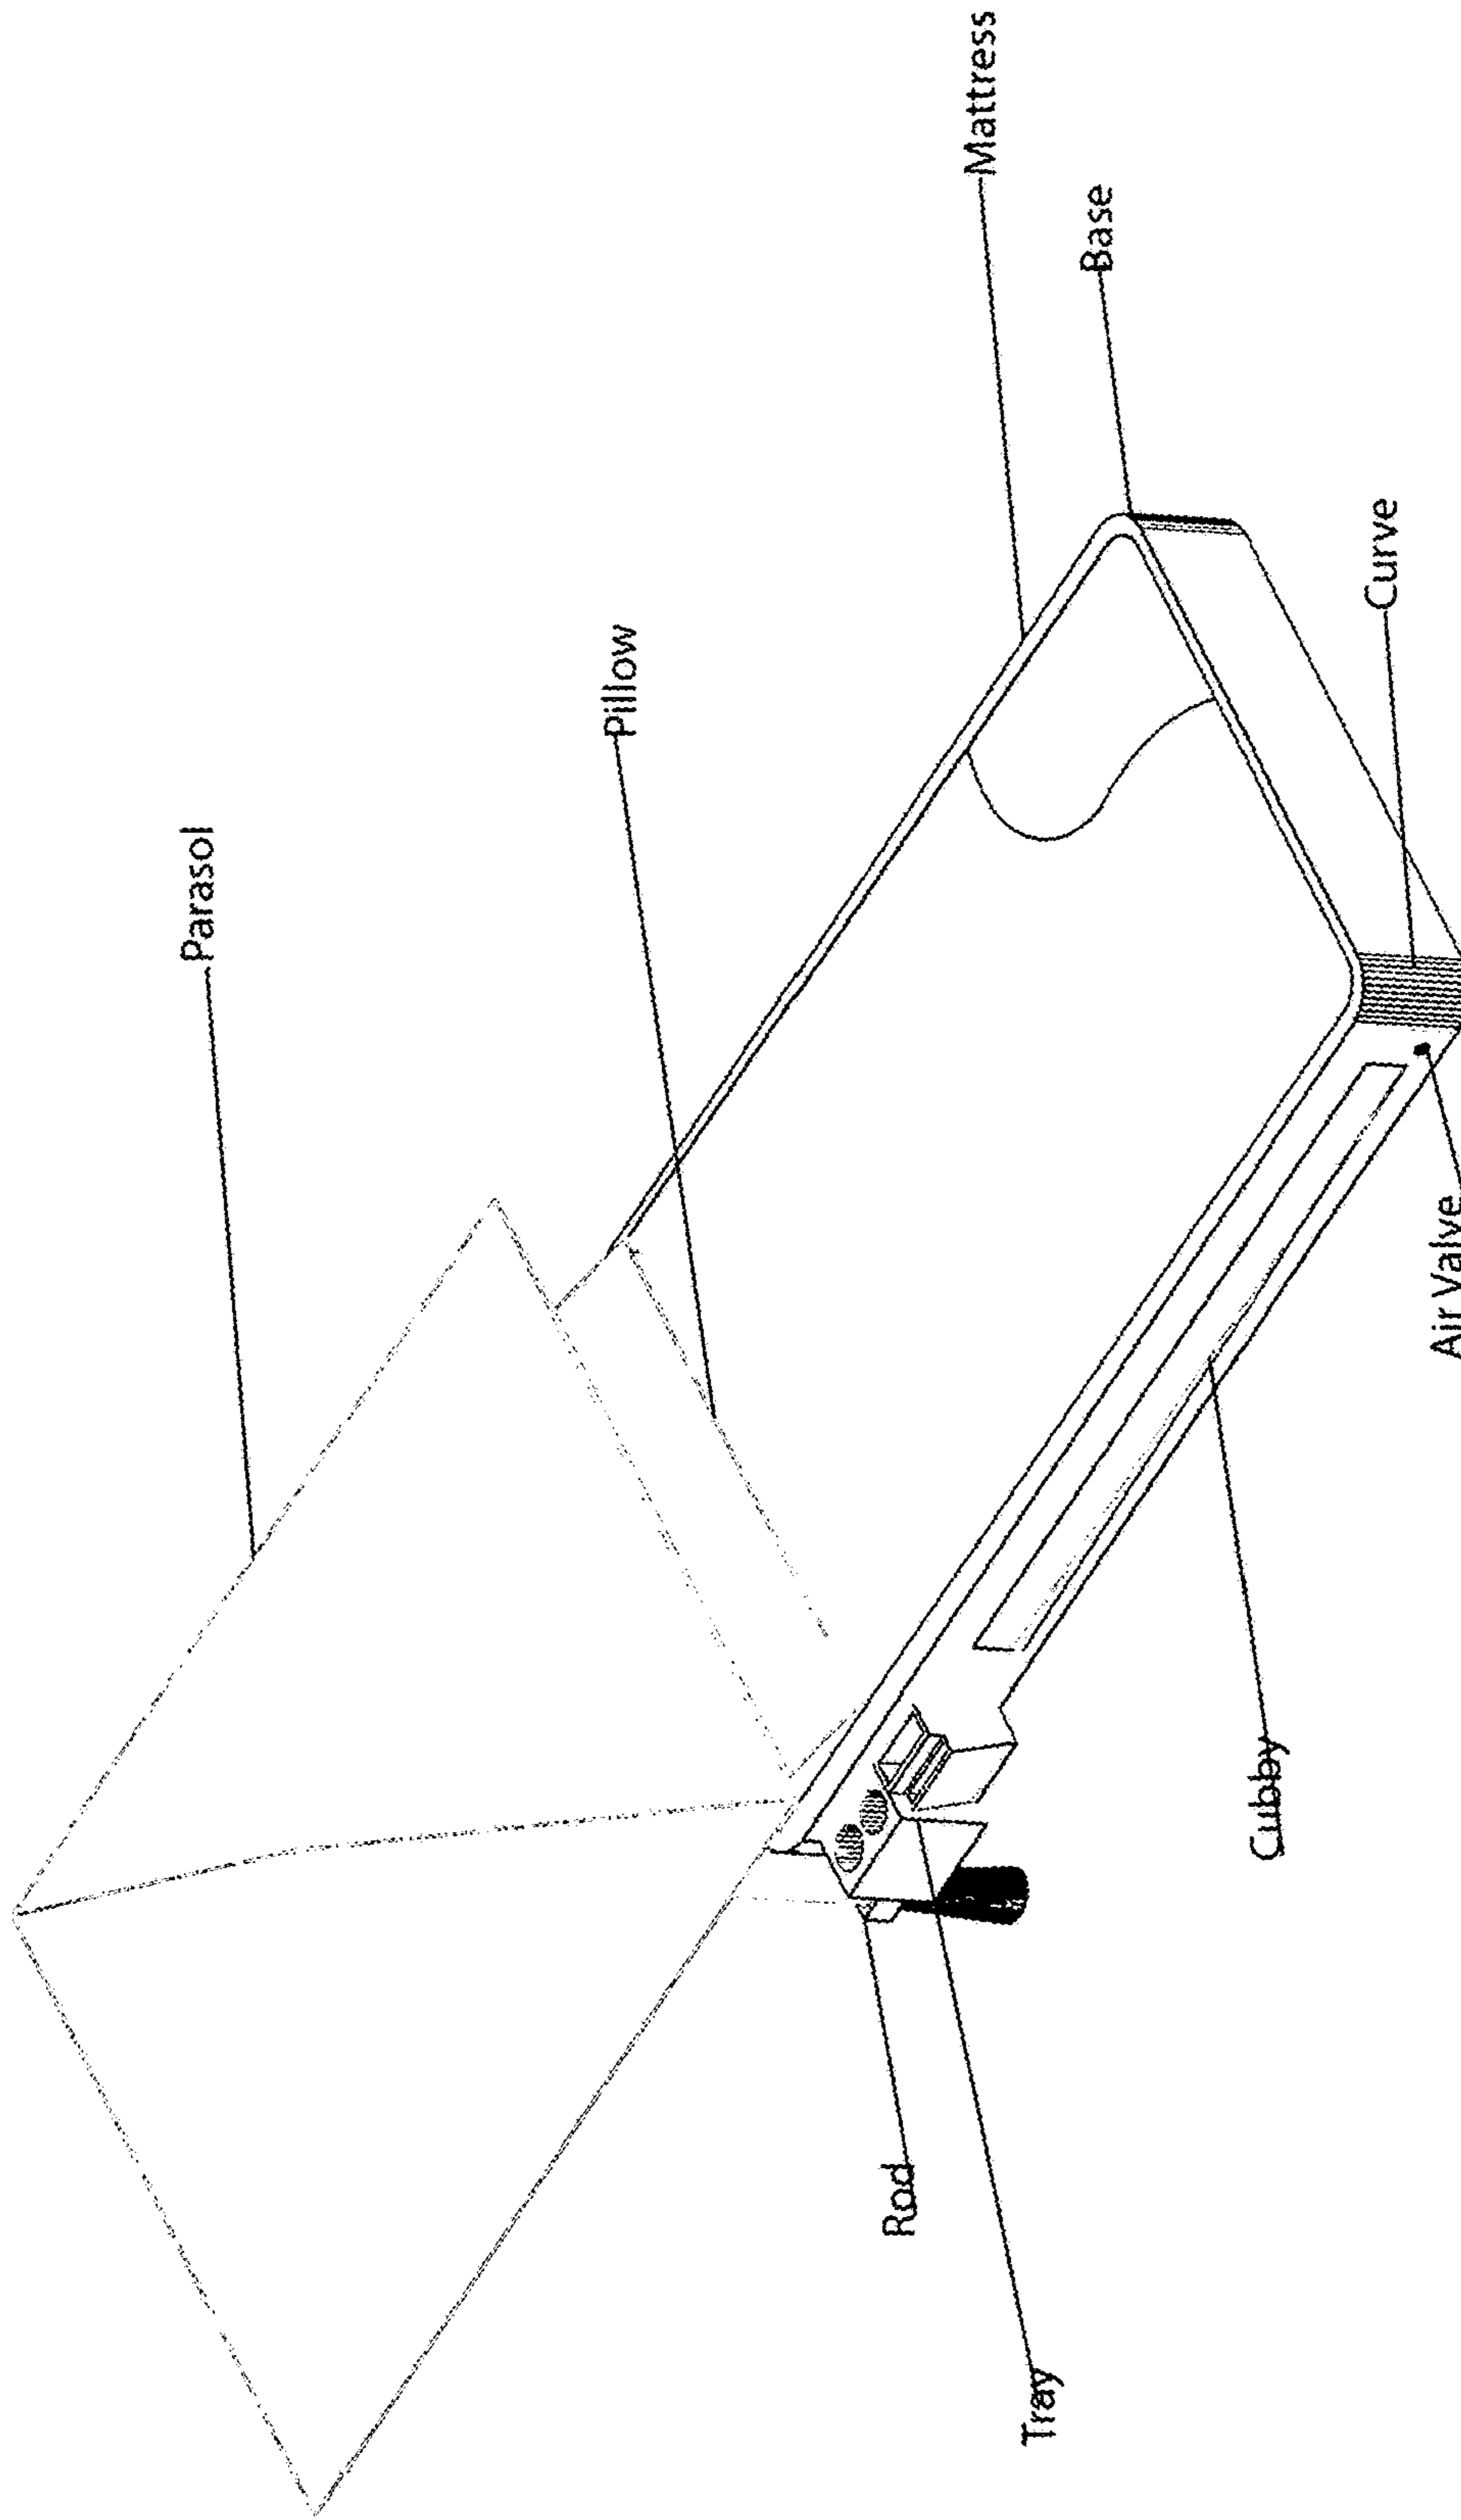 Parasol
Pillow
Mattress
Base
Curve
Air Valve
Cubby
Rod
Tray